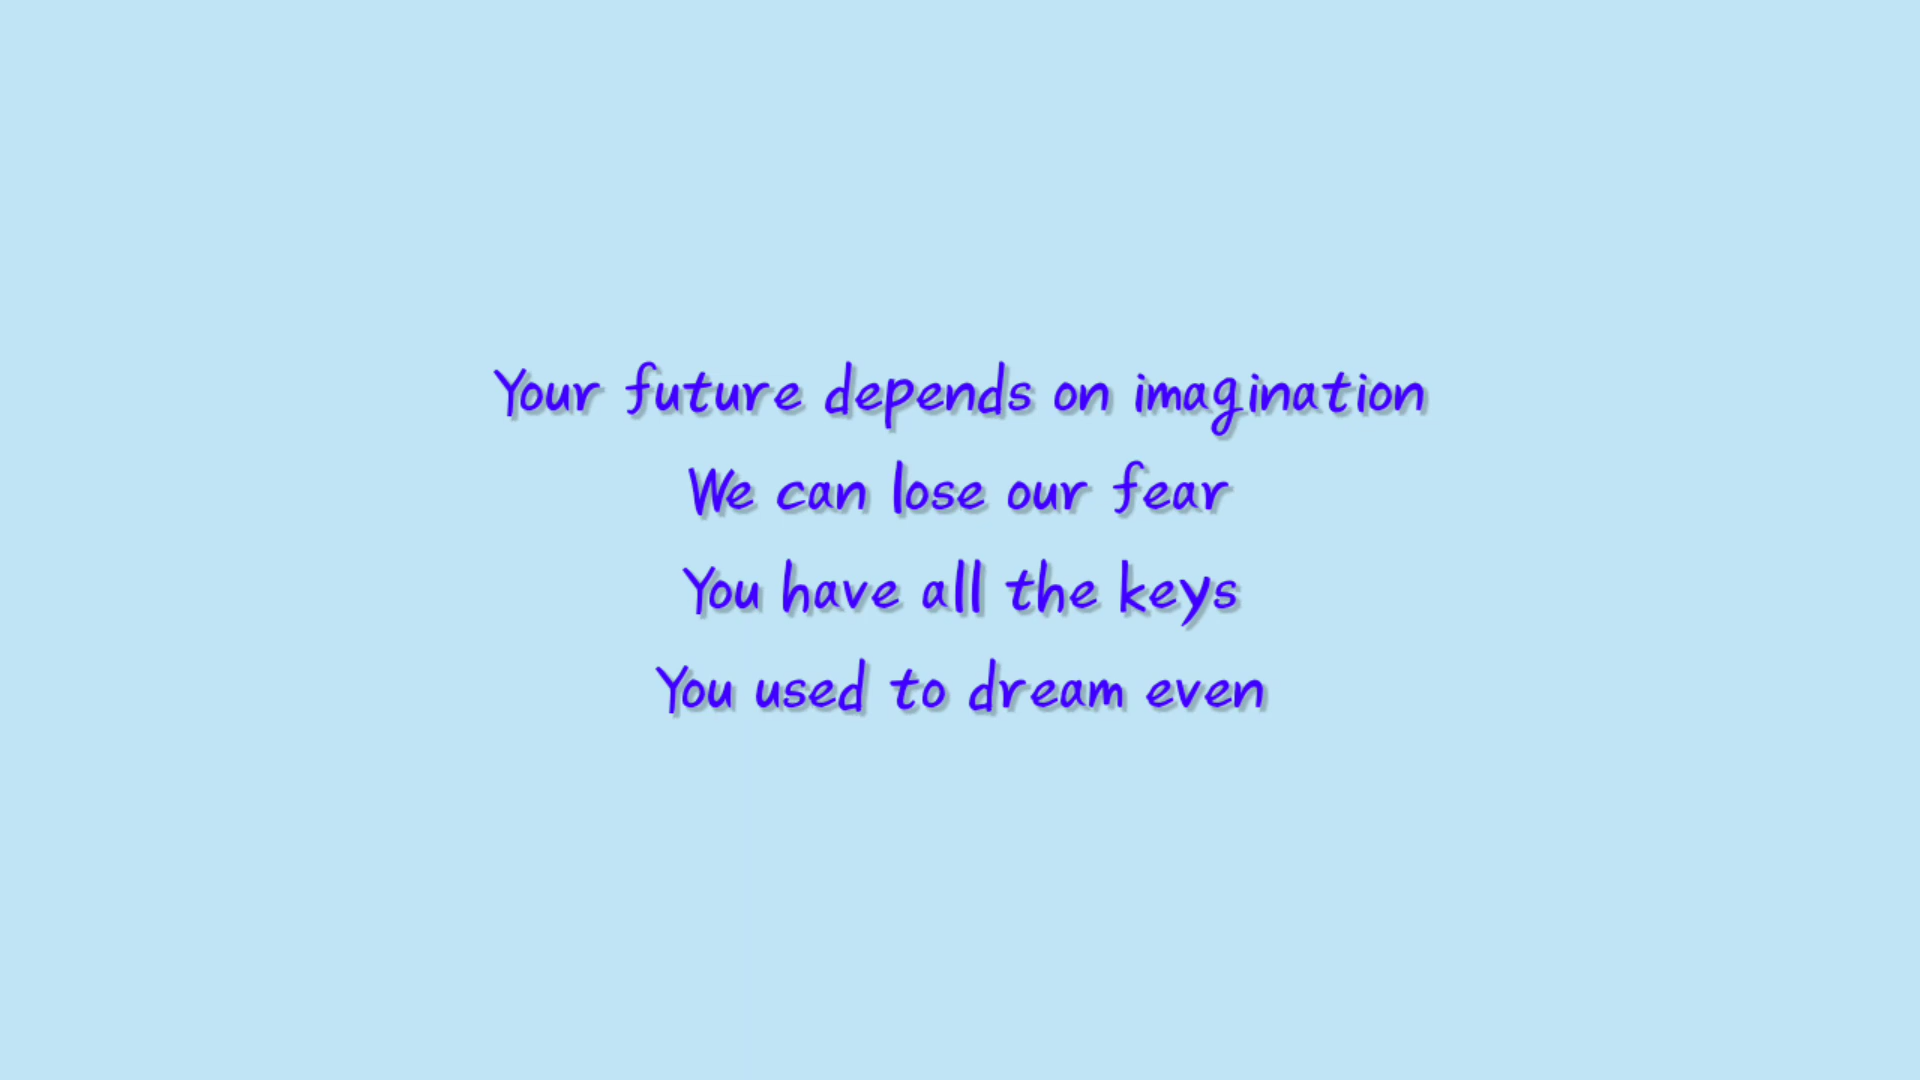 Your future depends on imagination
We can lose our fear
You have all the keys
You used to dream even